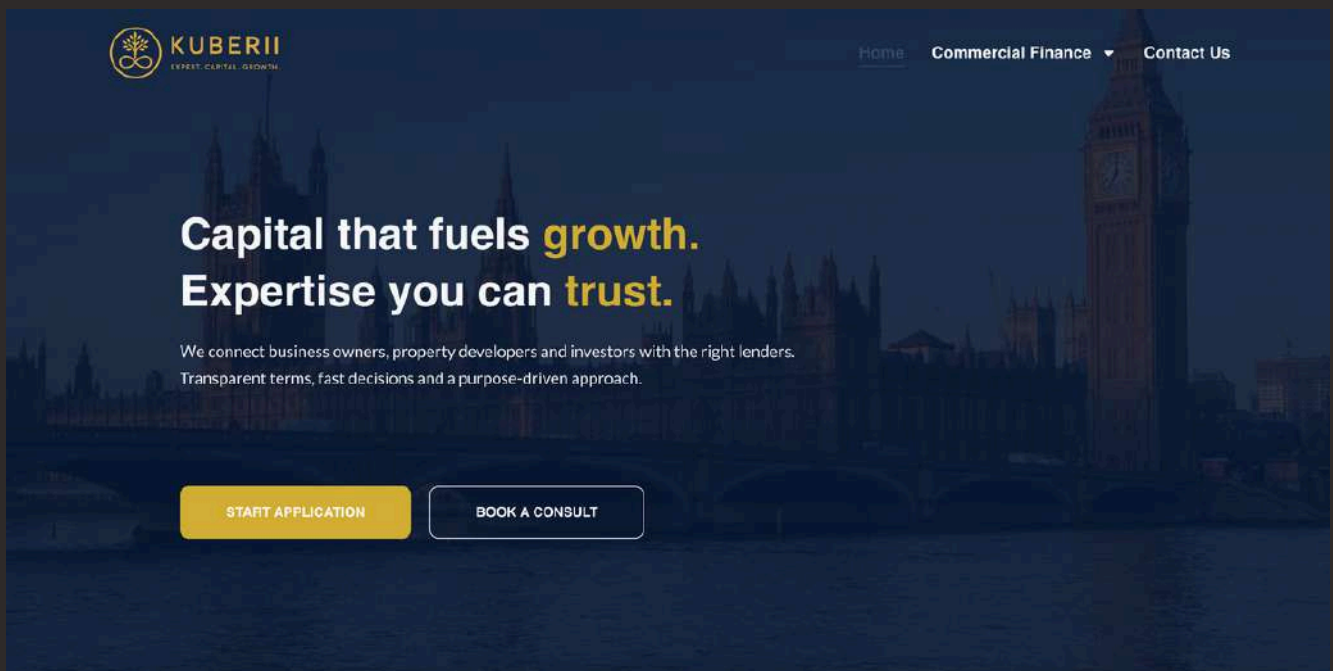 KUBERII
EXPERT. CAPITAL. GROWTH.
Home
Commercial Finance
Contact Us
Capital that fuels growth.
Expertise you can trust.
We connect business owners, property developers and investors with the right lenders.
Transparent terms, fast decisions and a purpose-driven approach.
START APPLICATION
BOOK A CONSULT